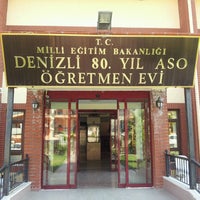 T.C.
MİLLİ EĞİTİM BAKANLIĞI
DENİZLİ 80. YIL ASO
ÖĞRETMEN EVİ